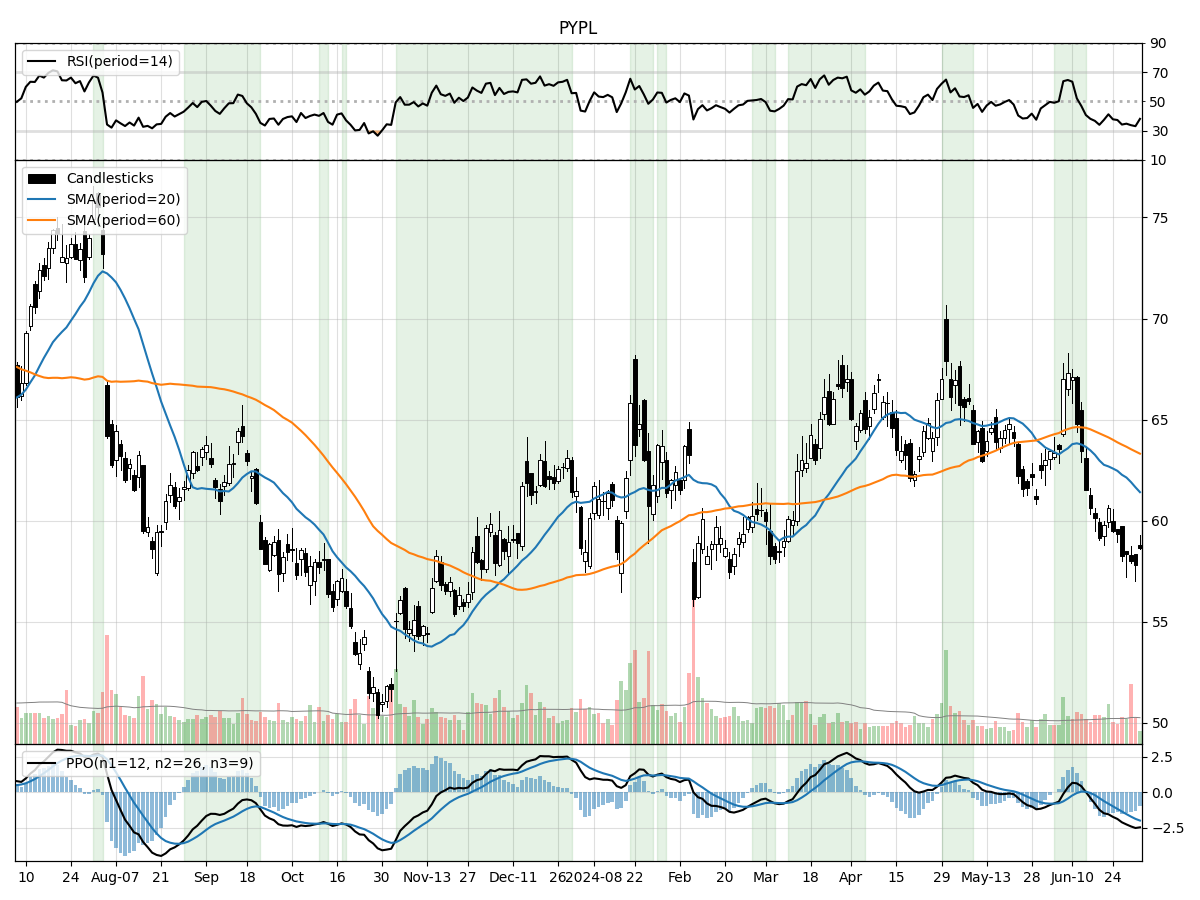 PYPL
RSI(period=14)
90
70
50
30
10
Candlesticks
SMA(period=20)
SMA(period=60)
75
70
65
60
55
50
PPO(n1=12, n2=26, n3=9)
2.5
0.0
−2.5
10 24 Aug-07 21 Sep 18 Oct 16 30 Nov-13 27 Dec-11 26 2024-08 22 Feb 20 Mar 18 Apr 15 29 May-13 28 Jun-10 24